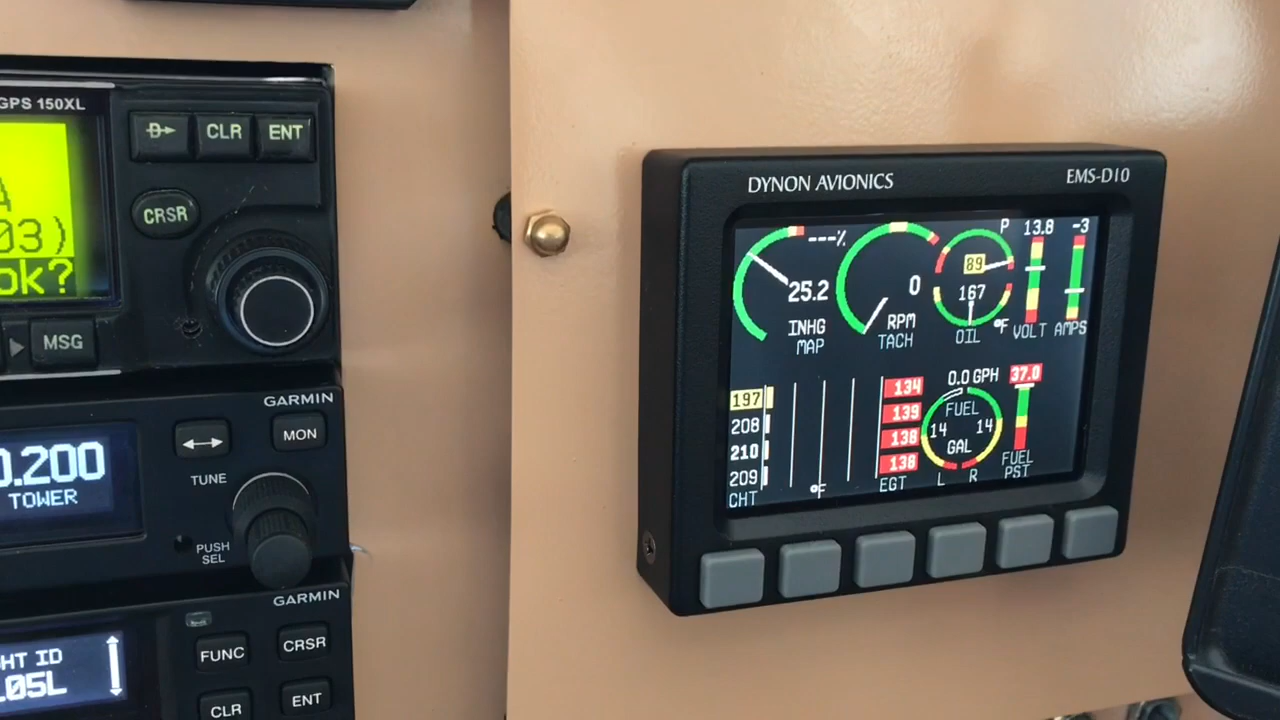 GPS 150XL
CLR
ENT
CRSR
03)
ok?
MSG
GARMIN
0.200
TOWER
MON
TUNE
PUSH
SEL
GARMIN
HT ID
05L
FUNC
CRSR
CLR
ENT
DYNON AVIONICS
EMS-D10
---%
25.2
INHG
MAP
0
RPM
TACH
P
89
167
°F
OIL
13.8
VOLT
-3
AMPS
197
208
210
209
CHT
°F
134
139
138
138
EGT
0.0 GPH
FUEL
14 14
GAL
L R
37.0
FUEL
PST